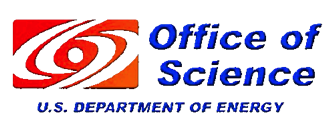 Office of
Science
U.S. DEPARTMENT OF ENERGY